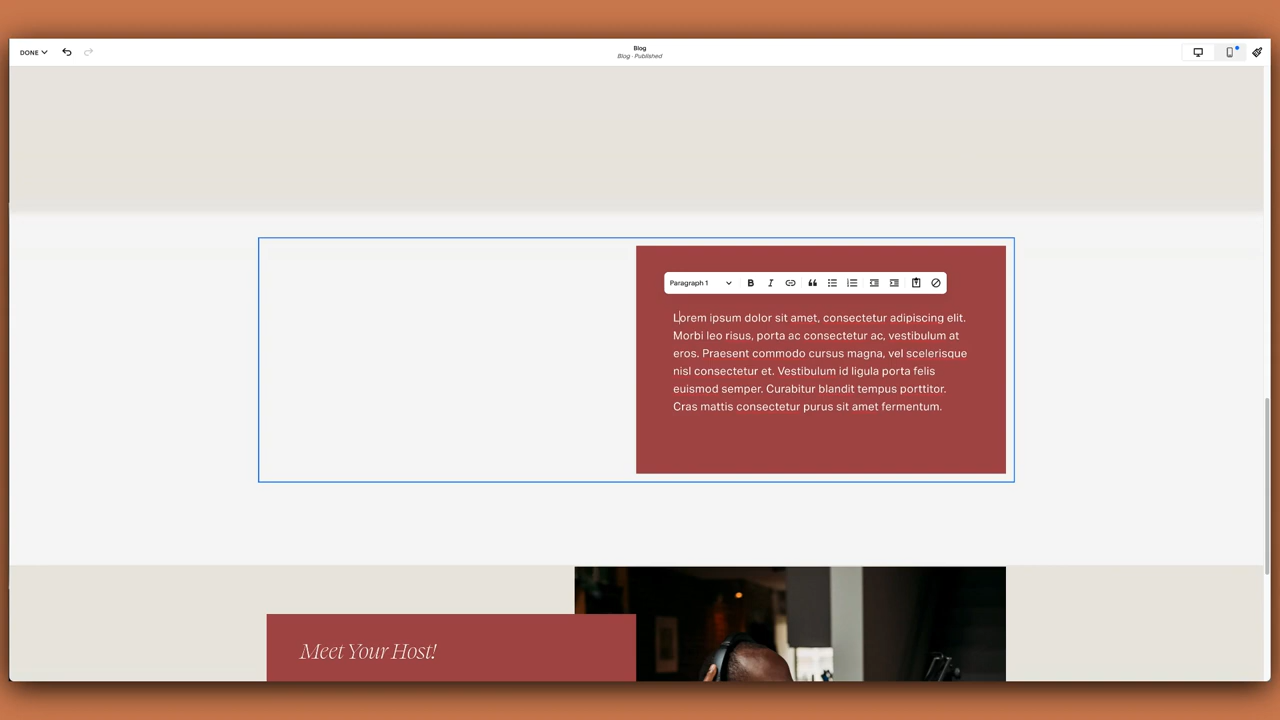 DONE
Blog
Blog · Published
Paragraph 1
B I
Lorem ipsum dolor sit amet, consectetur adipiscing elit.
Morbi leo risus, porta ac consectetur ac, vestibulum at
eros. Praesent commodo cursus magna, vel scelerisque
nisl consectetur et. Vestibulum id ligula porta felis
euismod semper. Curabitur blandit tempus porttitor.
Cras mattis consectetur purus sit amet fermentum.
Meet Your Host!